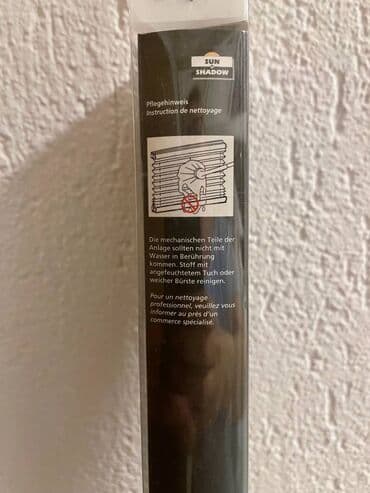 SUN
SHADOW
Pflegehinweis
Instruction de nettoyage
Die mechanischen Teile der
Anlage sollten nicht mit
Wasser in Berührung
kommen. Stoff mit
angefeuchtetem Tuch oder
weicher Bürste reinigen.
Pour un nettoyage
professionnel, veuillez vous
informer au près d'un
commerce spécialisé.